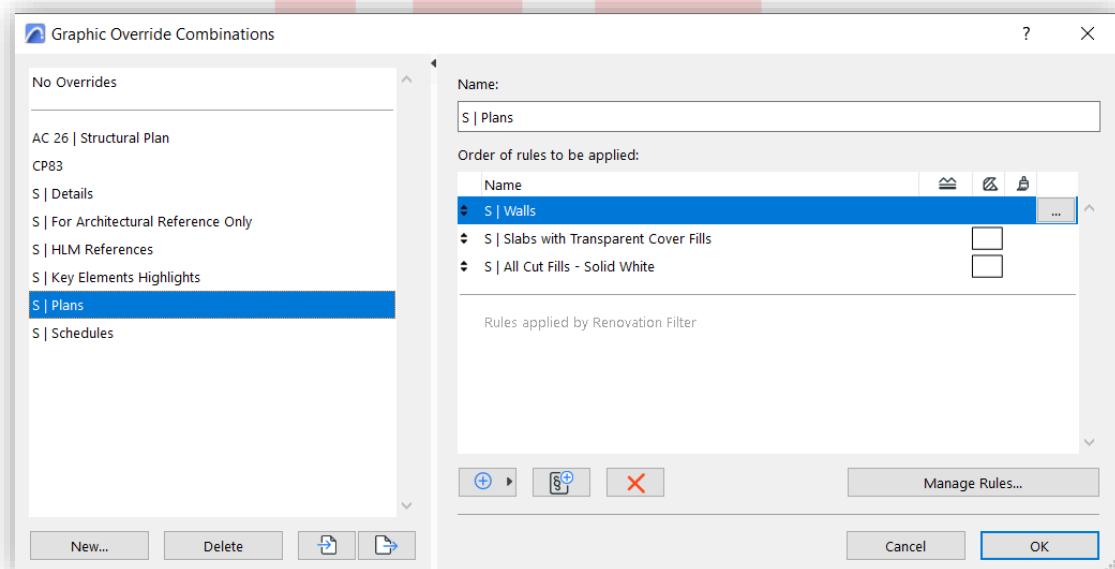 Graphic Override Combinations
?
No Overrides
AC 26 | Structural Plan
CP83
S | Details
S | For Architectural Reference Only
S | HLM References
S | Key Elements Highlights
S | Plans
S | Schedules
New...
Delete
Name:
S | Plans
Order of rules to be applied:
Name
S | Walls
...
S | Slabs with Transparent Cover Fills
S | All Cut Fills - Solid White
Rules applied by Renovation Filter
Manage Rules...
Cancel
OK